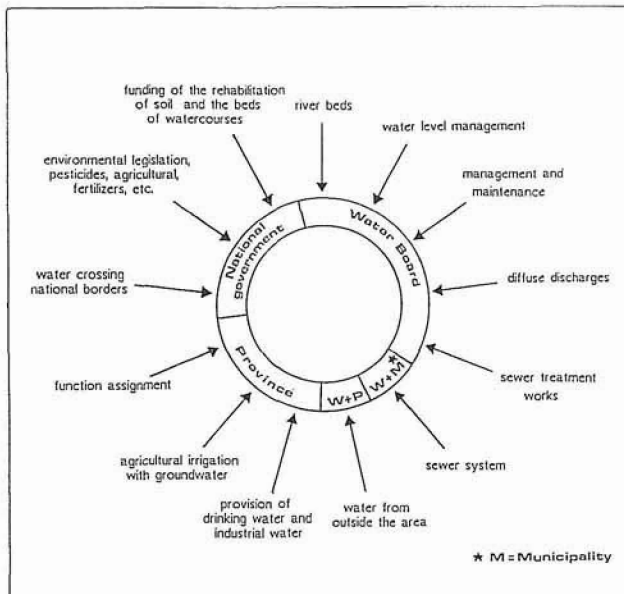 funding of the rehabilitation
of soil and the beds
of watercourses
river beds
water level management
management and
maintenance
diffuse discharges
sewer treatment
works
sewer system
water from
outside the area
provision of
drinking water and
industrial water
agricultural irrigation
with groundwater
function assignment
water crossing
national borders
environmental legislation,
pesticides, agricultural,
fertilizers, etc.
National
government
Water Board
W+M*
W+P
Province
* M=Municipality